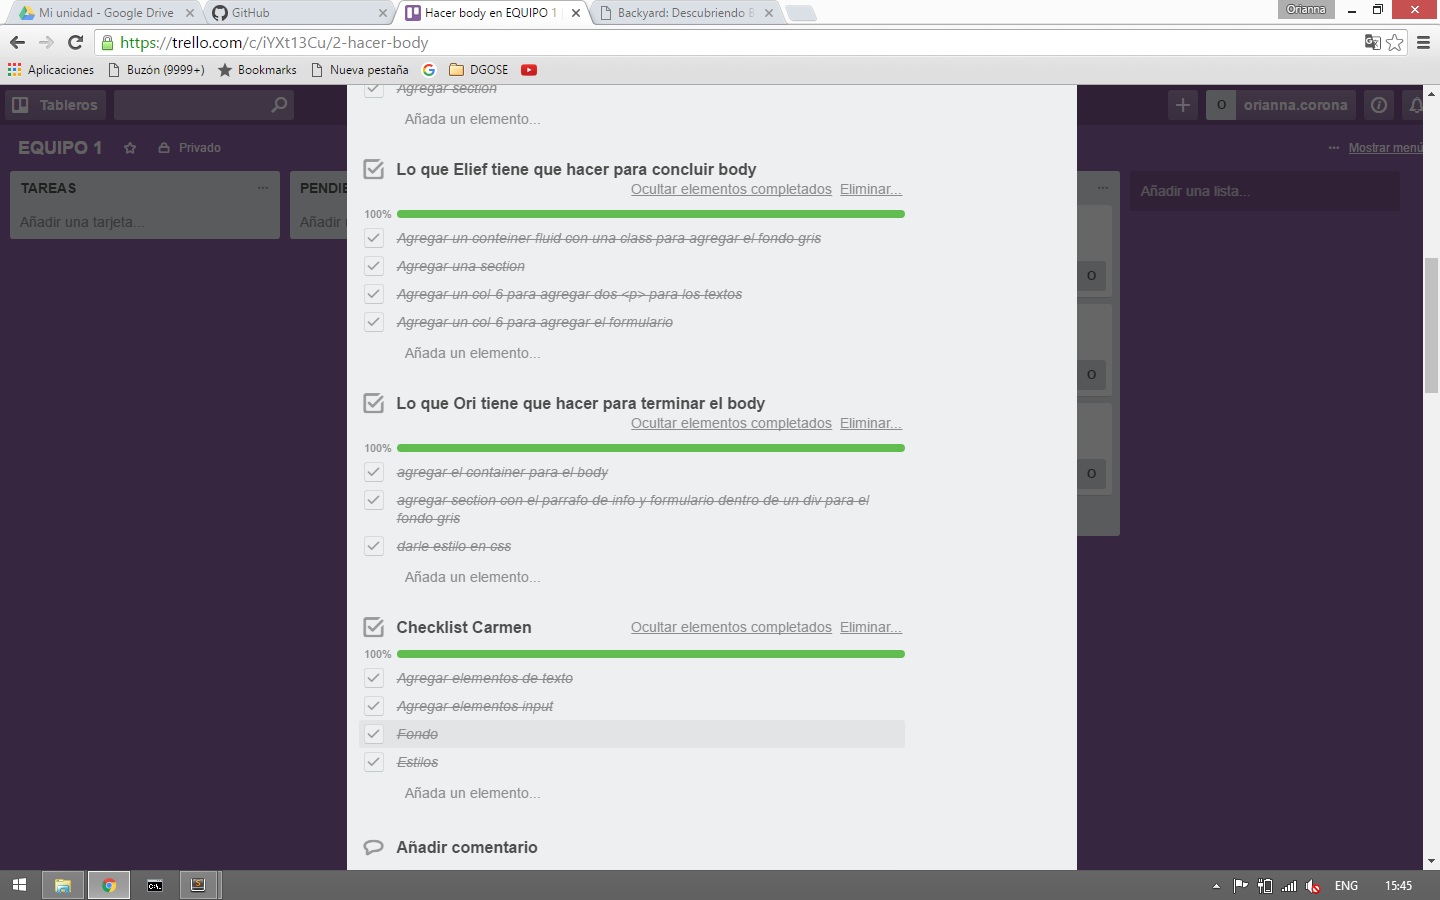 Mi unidad - Google Drive
GitHub
Hacer body en EQUIPO 1
Backyard: Descubriendo
Orianna
https://trello.com/c/iYXt13Cu/2-hacer-body
Aplicaciones
Buzón (9999+)
Bookmarks
Nueva pestaña
DGOSE
Tableros
O
orianna.corona
EQUIPO 1
Privado
Mostrar menú
TAREAS
Añadir una tarjeta...
Añadir una lista...
O
O
O
Agregar section
Añada un elemento...
Lo que Elief tiene que hacer para concluir body
Ocultar elementos completados Eliminar...
100%
Agregar un conteiner fluid con una class para agregar el fondo gris
Agregar una section
Agregar un col-6 para agregar dos <p> para los textos
Agregar un col-6 para agregar el formulario
Añada un elemento...
Lo que Ori tiene que hacer para terminar el body
Ocultar elementos completados Eliminar...
100%
agregar el container para el body
agregar section con el parrafo de info y formulario dentro de un div para el
fondo gris
darle estilo en css
Añada un elemento...
Checklist Carmen
Ocultar elementos completados Eliminar...
100%
Agregar elementos de texto
Agregar elementos input
Fondo
Estilos
Añada un elemento...
Añadir comentario
ENG
15:45